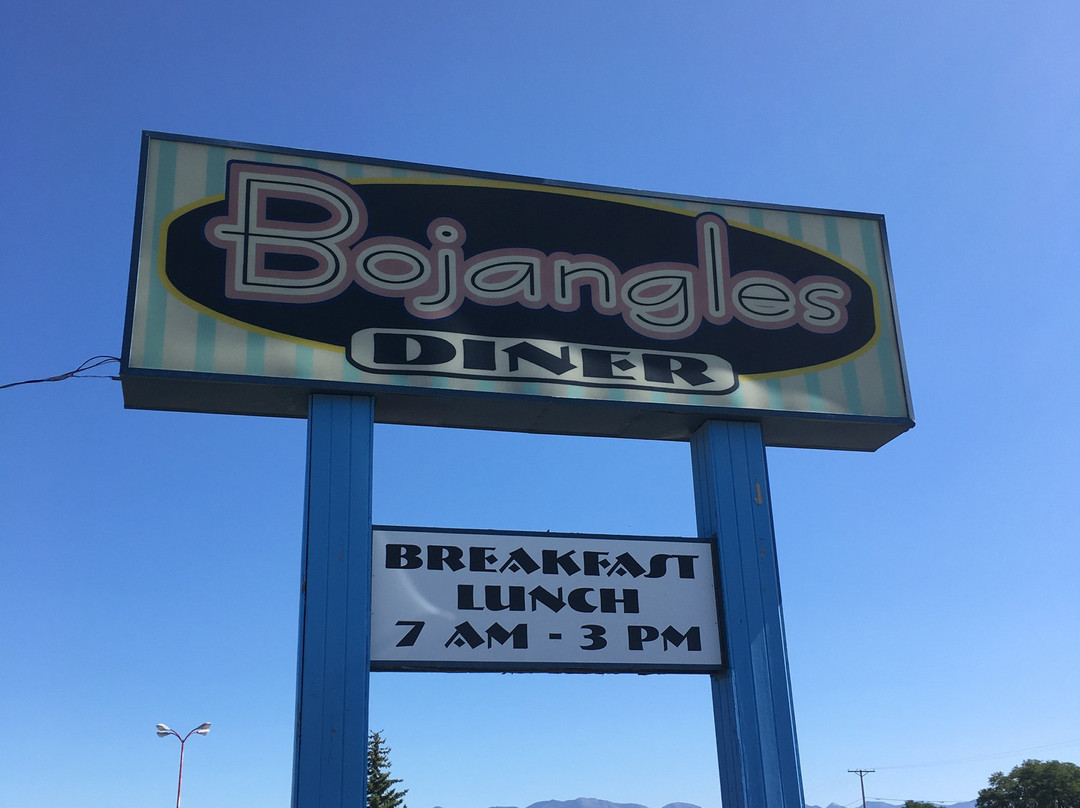 Bojangles
DINER
BREAKFAST
LUNCH
7 AM - 3 PM